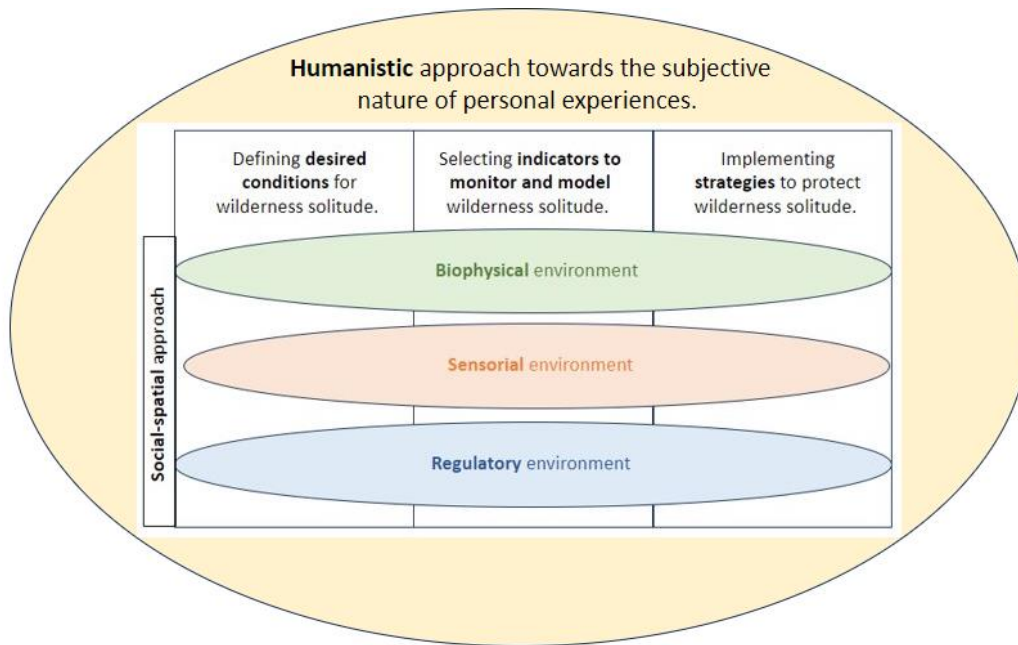 Humanistic approach towards the subjective
nature of personal experiences.
Defining desired
conditions for
wilderness solitude.
Selecting indicators to
monitor and model
wilderness solitude.
Implementing
strategies to protect
wilderness solitude.
Social-spatial approach
Biophysical environment
Sensorial environment
Regulatory environment